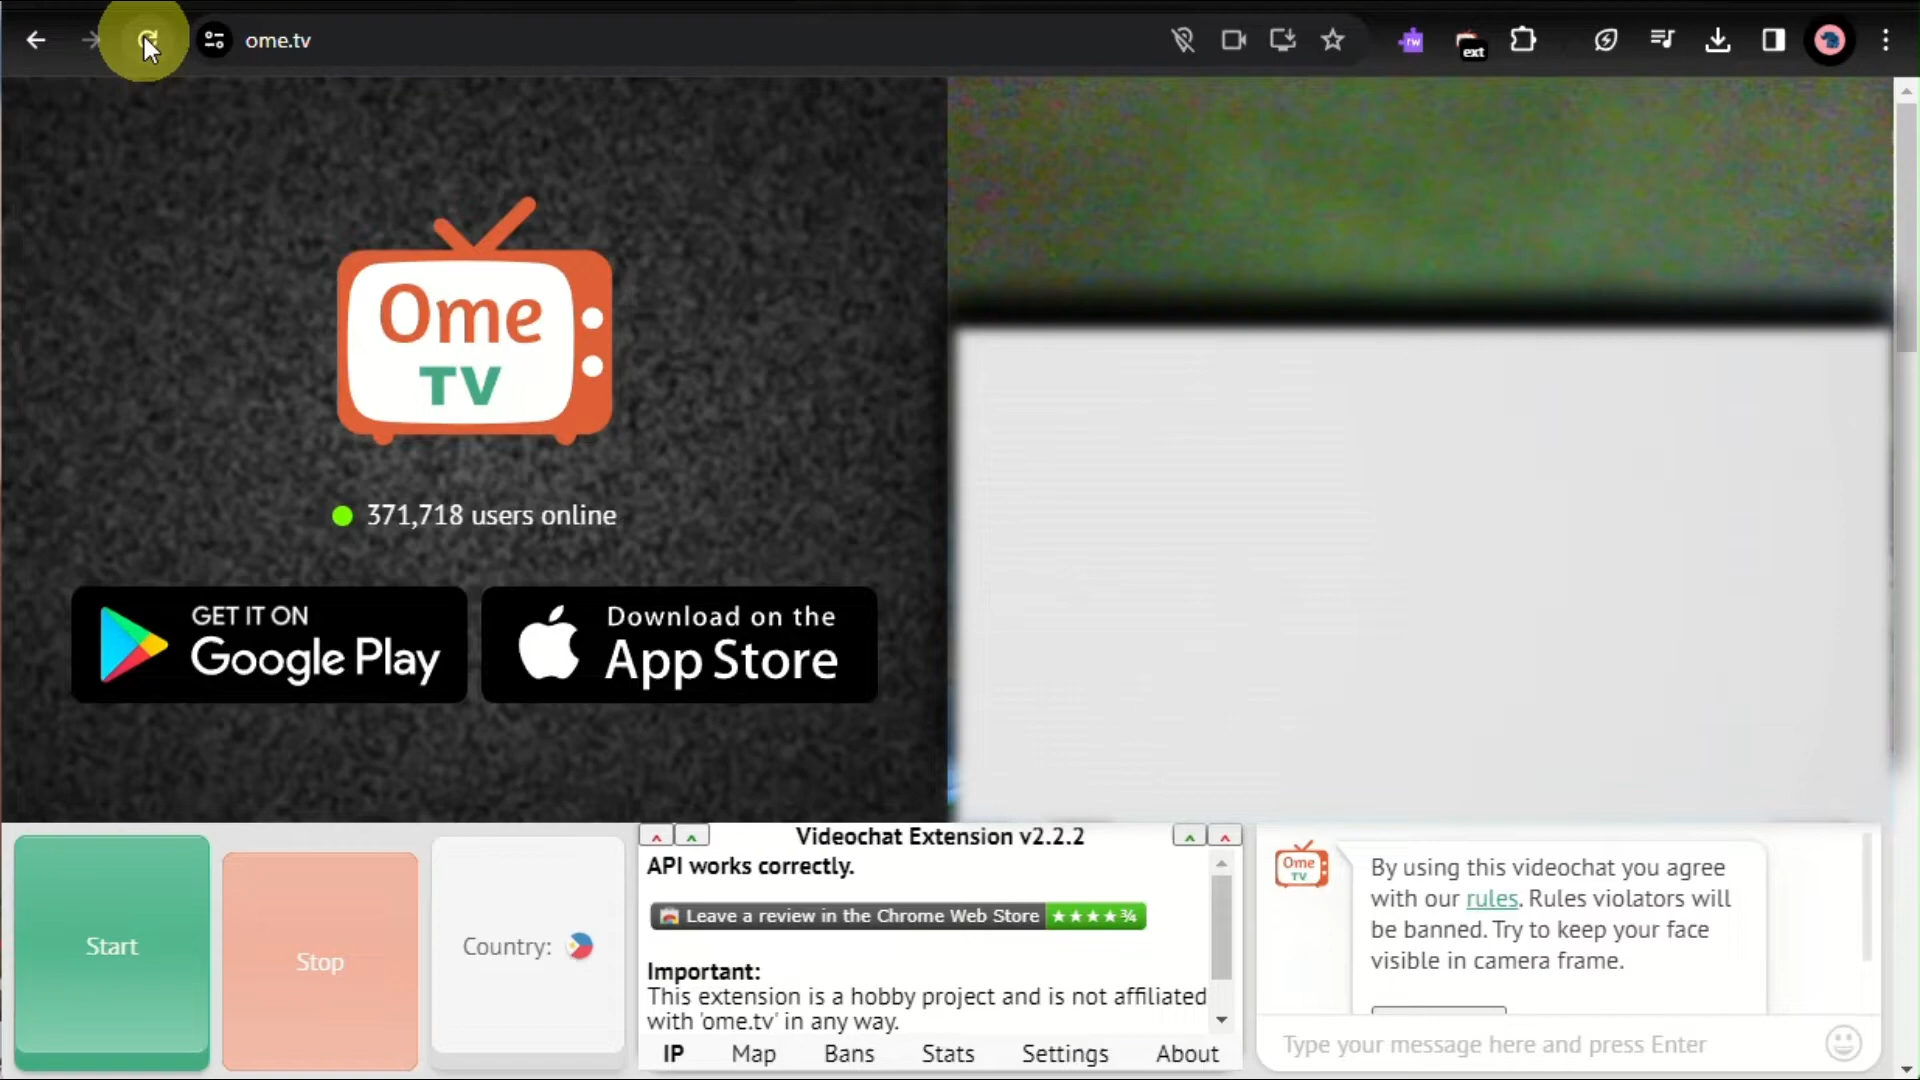 ome.tv
rw
ext
Ome
TV
371,718 users online
GET IT ON
Google Play
Download on the
App Store
Start
Stop
Country:
Videochat Extension v2.2.2
API works correctly.
Leave a review in the Chrome Web Store ★★★★¾
Important:
This extension is a hobby project and is not affiliated
with 'ome.tv' in any way.
IP Map Bans Stats Settings About
Ome
TV
By using this videochat you agree
with our rules. Rules violators will
be banned. Try to keep your face
visible in camera frame.
Type your message here and press Enter